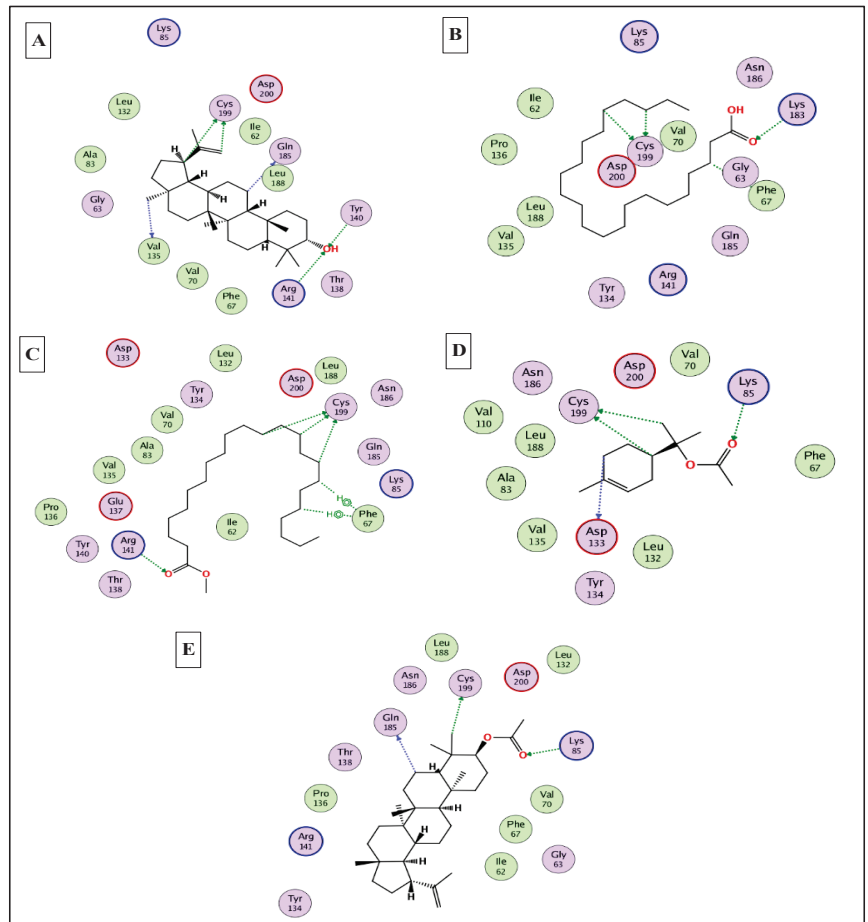 A
Lys
85
Asp
200
Leu
132
Cys
199
Ile
62
Gln
185
Ala
83
Leu
188
Gly
63
Tyr
140
H
H
H
H
OH
Val
135
Val
70
Thr
138
Arg
141
Phe
67
B
Lys
85
Asn
186
Ile
62
Lys
183
OH
O
Pro
136
Val
70
Cys
199
Asp
200
Gly
63
Phe
67
Leu
188
Val
135
Gln
185
Tyr
134
Arg
141
C
Asp
133
Leu
132
Leu
188
Asp
200
Asn
186
Tyr
134
Cys
199
Val
70
Ala
83
Gln
185
Val
135
Lys
85
Glu
137
H
Pro
136
Ile
62
H
Phe
67
Arg
141
Tyr
140
O
O
Thr
138
D
Asp
200
Val
70
Asn
186
Lys
85
Cys
199
Val
110
O
Leu
188
O
Phe
67
Ala
83
Val
135
Asp
133
Leu
132
Tyr
134
E
Leu
188
Leu
132
Asn
186
Cys
199
Asp
200
Gln
185
O
O
Lys
85
Thr
138
H
Pro
136
Val
70
H
Phe
67
Arg
141
H
Gly
63
Ile
62
H
H
Tyr
134